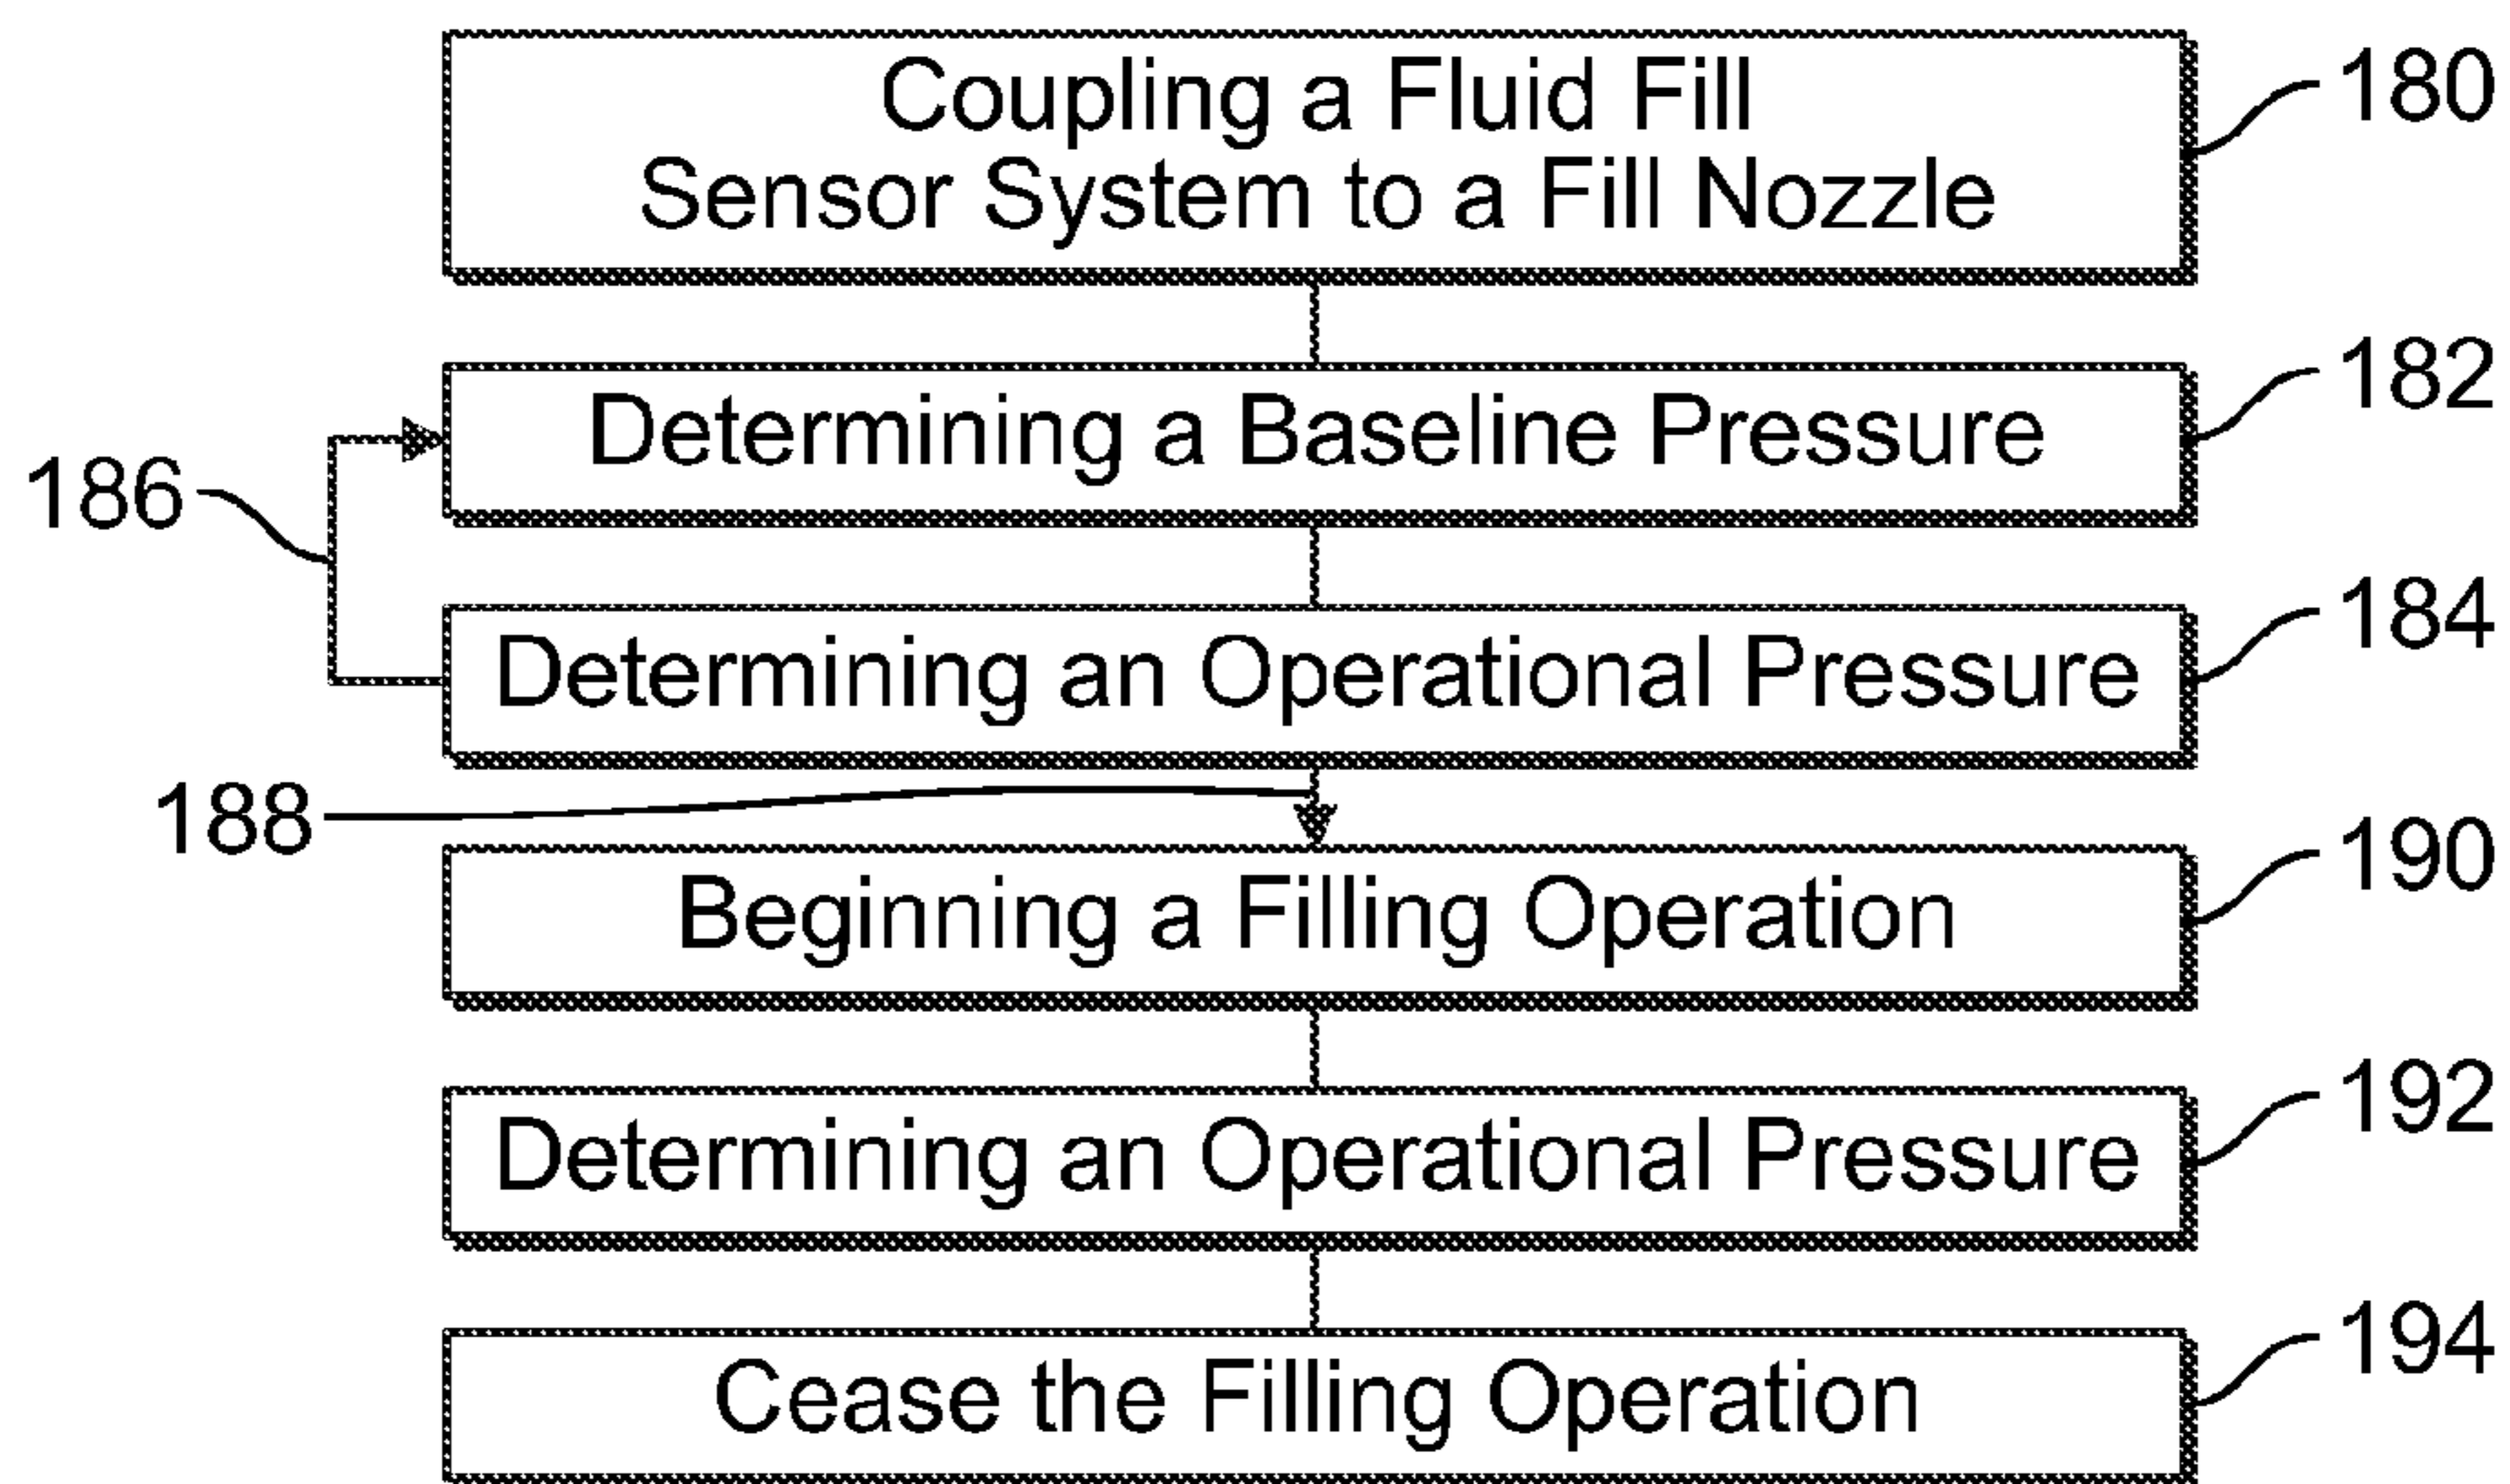 Coupling a Fluid Fill
Sensor System to a Fill Nozzle
180
Determining a Baseline Pressure
182
186
Determining an Operational Pressure
184
188
Beginning a Filling Operation
190
Determining an Operational Pressure
192
Cease the Filling Operation
194